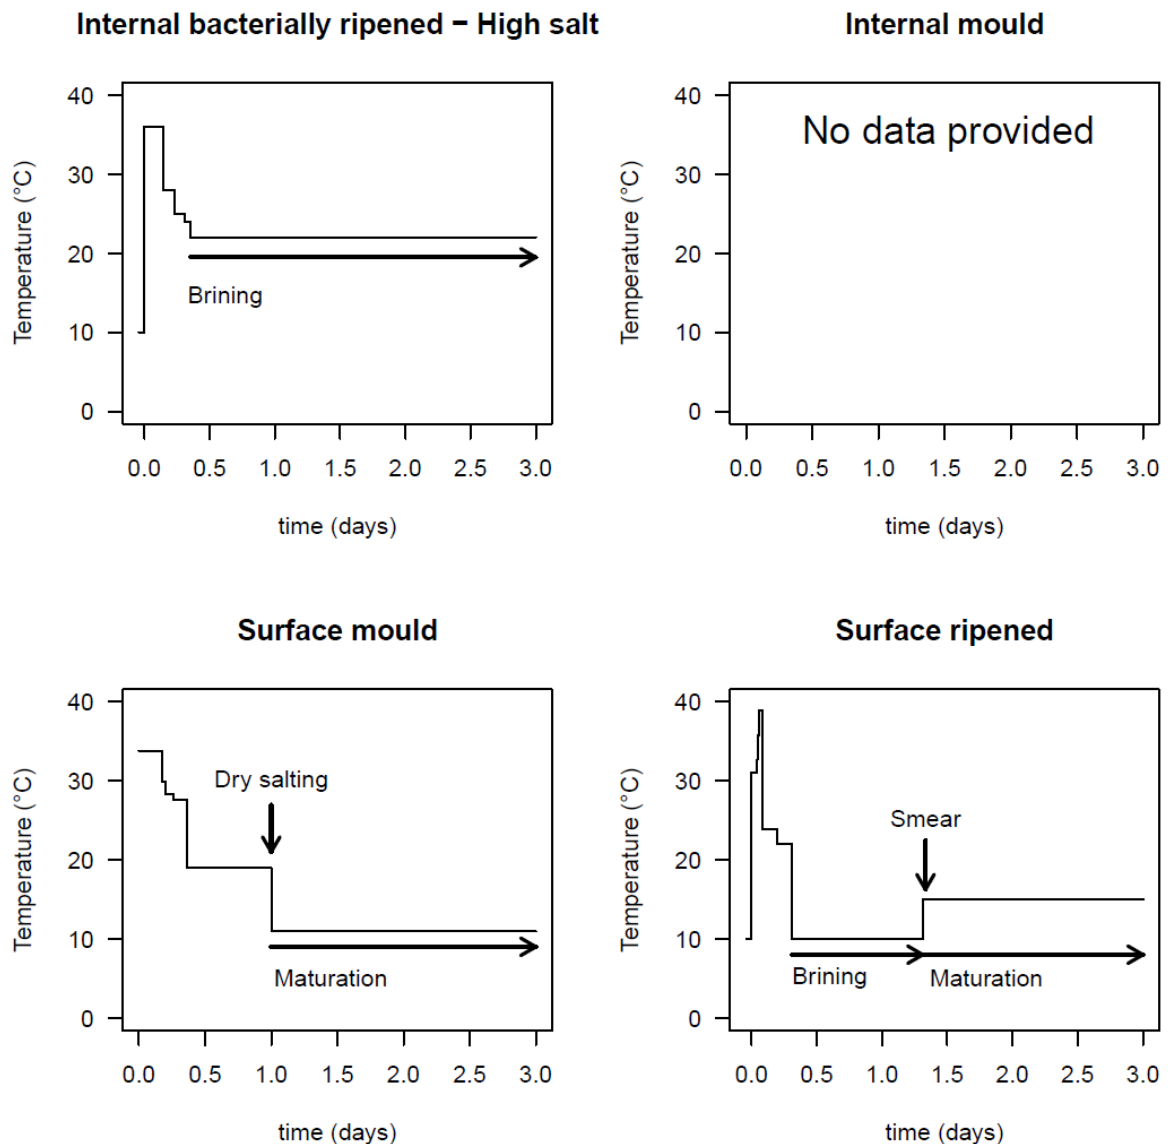 Internal bacterially ripened − High salt
Temperature (°C)
40
30
20
10
0
Brining
0.0 0.5 1.0 1.5 2.0 2.5 3.0
time (days)
Internal mould
Temperature (°C)
40
30
20
10
0
No data provided
0.0 0.5 1.0 1.5 2.0 2.5 3.0
time (days)
Surface mould
Temperature (°C)
40
30
20
10
0
Dry salting
Maturation
0.0 0.5 1.0 1.5 2.0 2.5 3.0
time (days)
Surface ripened
Temperature (°C)
40
30
20
10
0
Smear
Brining Maturation
0.0 0.5 1.0 1.5 2.0 2.5 3.0
time (days)